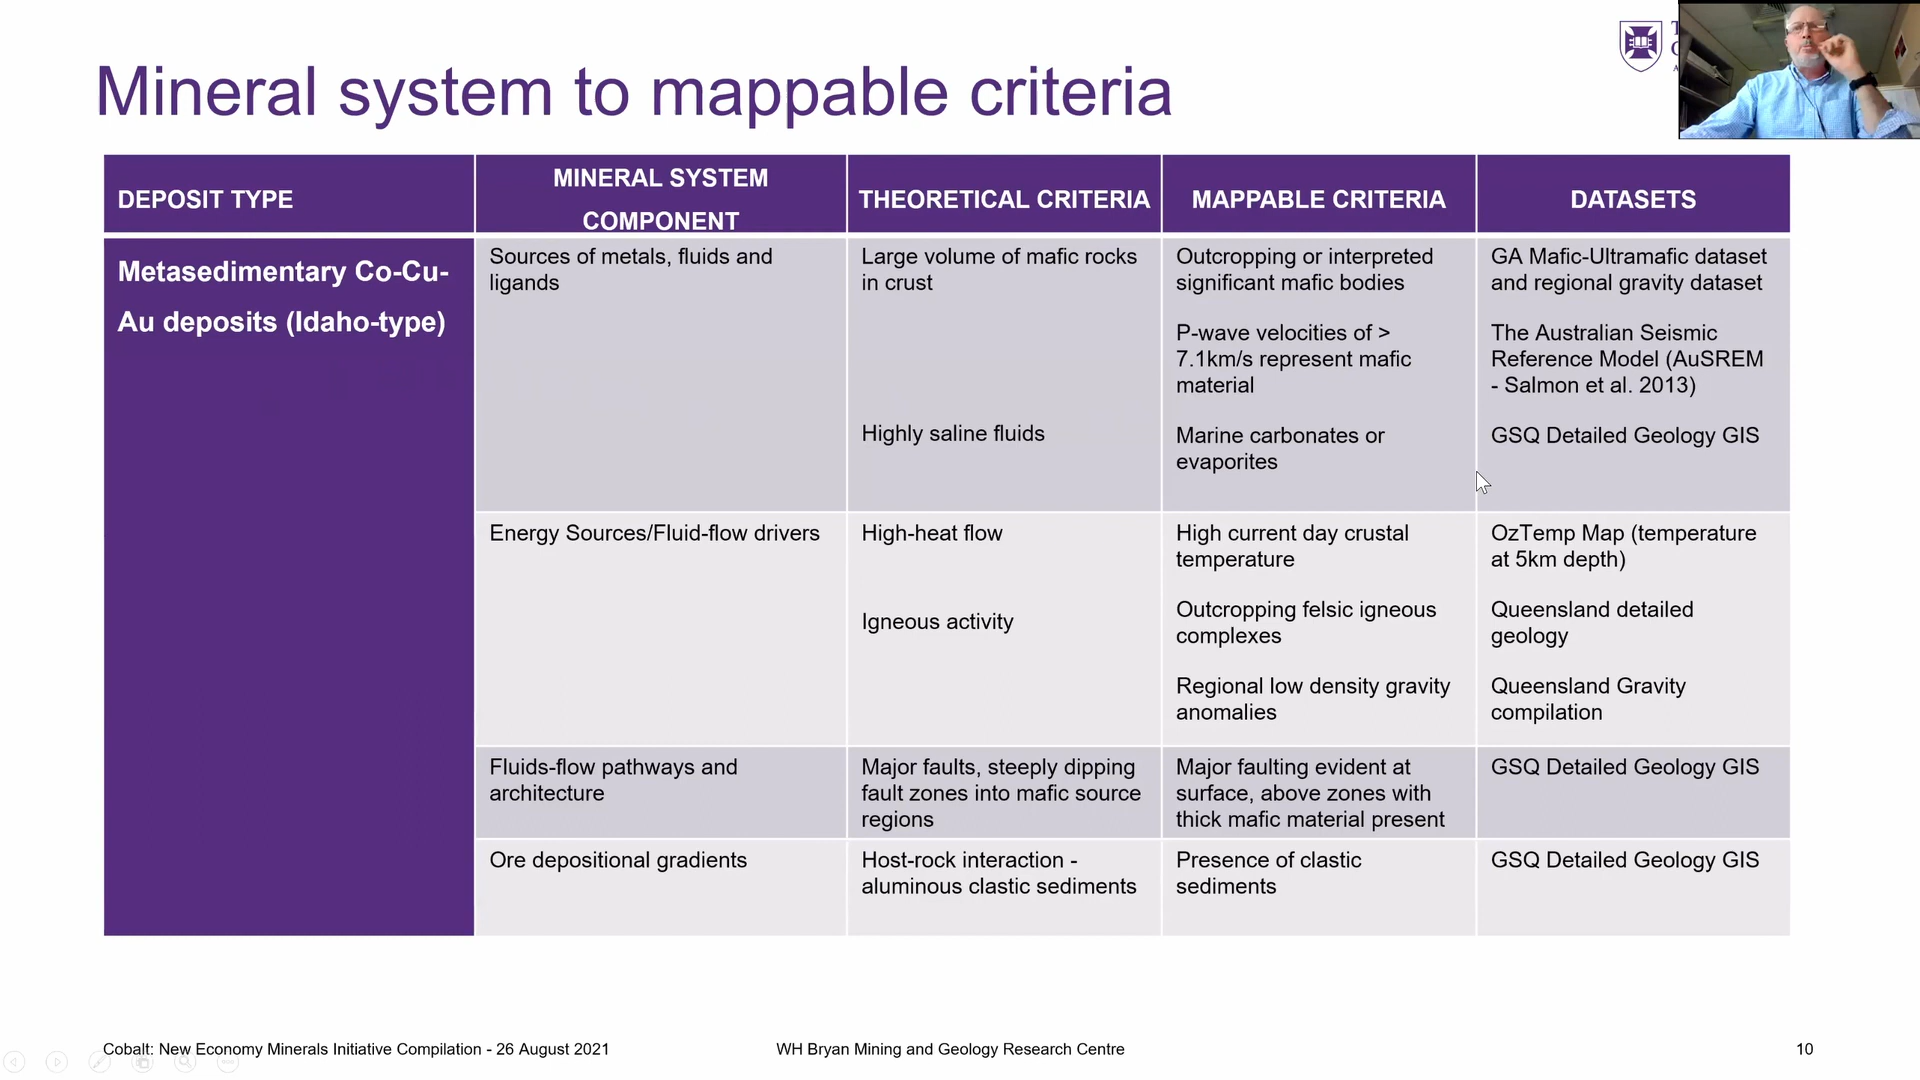 Mineral system to mappable criteria
DEPOSIT TYPE
MINERAL SYSTEM
COMPONENT
THEORETICAL CRITERIA
MAPPABLE CRITERIA
DATASETS
Metasedimentary Co-Cu-
Au deposits (Idaho-type)
Sources of metals, fluids and
ligands
Large volume of mafic rocks
in crust
Highly saline fluids
Outcropping or interpreted
significant mafic bodies
P-wave velocities of >
7.1km/s represent mafic
material
Marine carbonates or
evaporites
GA Mafic-Ultramafic dataset
and regional gravity dataset
The Australian Seismic
Reference Model (AuSREM
- Salmon et al. 2013)
GSQ Detailed Geology GIS
Energy Sources/Fluid-flow drivers
High-heat flow
Igneous activity
High current day crustal
temperature
Outcropping felsic igneous
complexes
Regional low density gravity
anomalies
OzTemp Map (temperature
at 5km depth)
Queensland detailed
geology
Queensland Gravity
compilation
Fluids-flow pathways and
architecture
Major faults, steeply dipping
fault zones into mafic source
regions
Major faulting evident at
surface, above zones with
thick mafic material present
GSQ Detailed Geology GIS
Ore depositional gradients
Host-rock interaction -
aluminous clastic sediments
Presence of clastic
sediments
GSQ Detailed Geology GIS
Cobalt: New Economy Minerals Initiative Compilation - 26 August 2021
WH Bryan Mining and Geology Research Centre
10